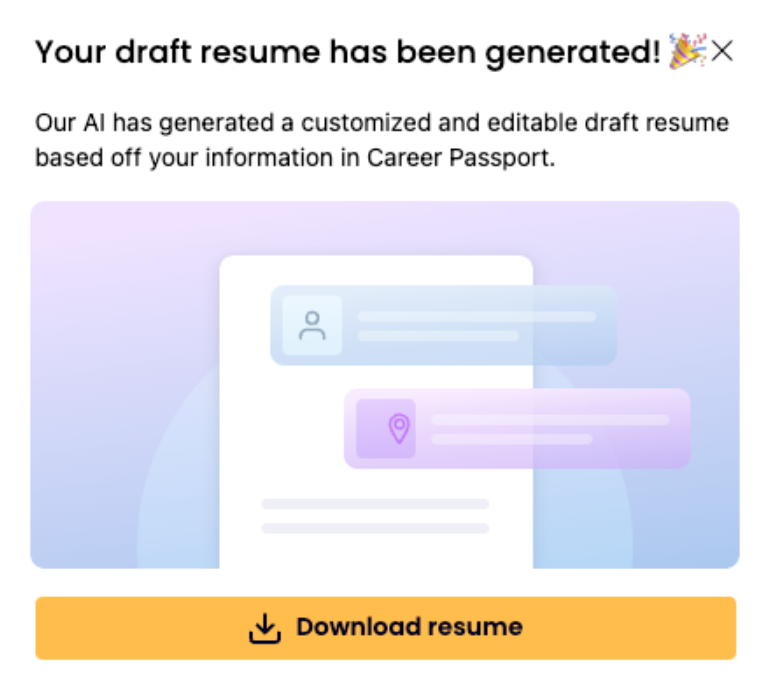 Your draft resume has been generated! 🎉
Our AI has generated a customized and editable draft resume
based off your information in Career Passport.
Download resume